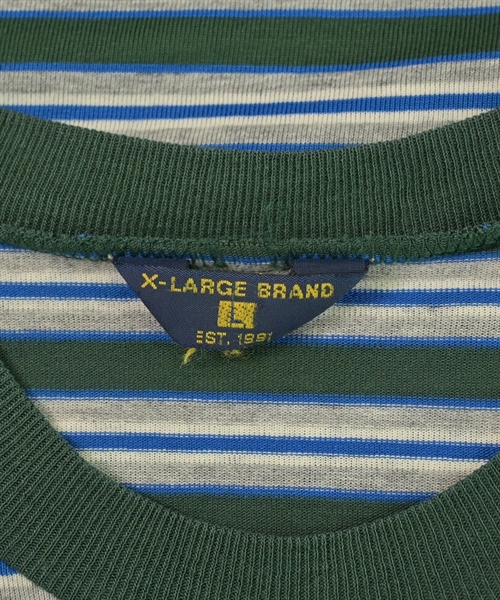 X-LARGE BRAND
EST. 1991